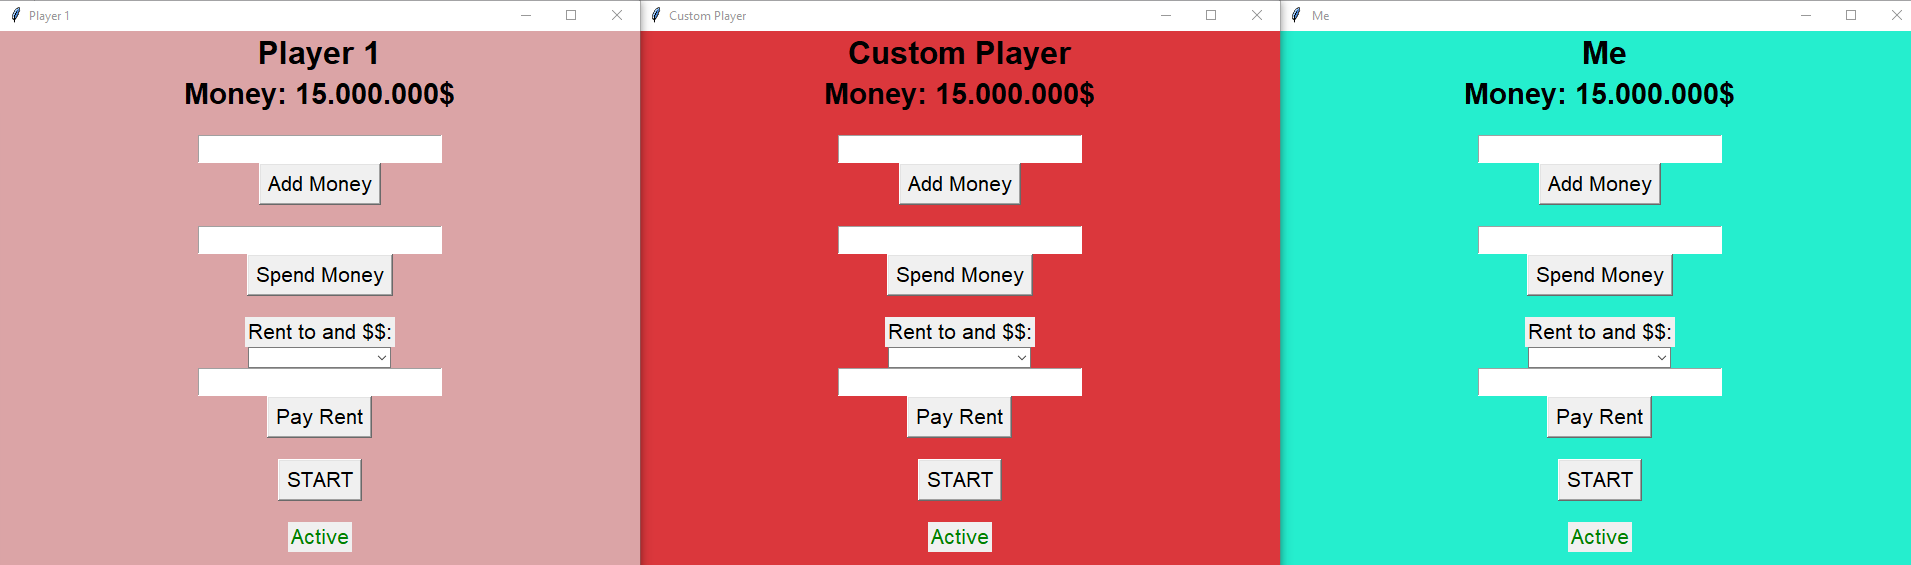 Player 1
Player 1
Money: 15.000.000$
Add Money
Spend Money
Rent to and $$:
Pay Rent
START
Active
Custom Player
Custom Player
Money: 15.000.000$
Add Money
Spend Money
Rent to and $$:
Pay Rent
START
Active
Me
Me
Money: 15.000.000$
Add Money
Spend Money
Rent to and $$:
Pay Rent
START
Active